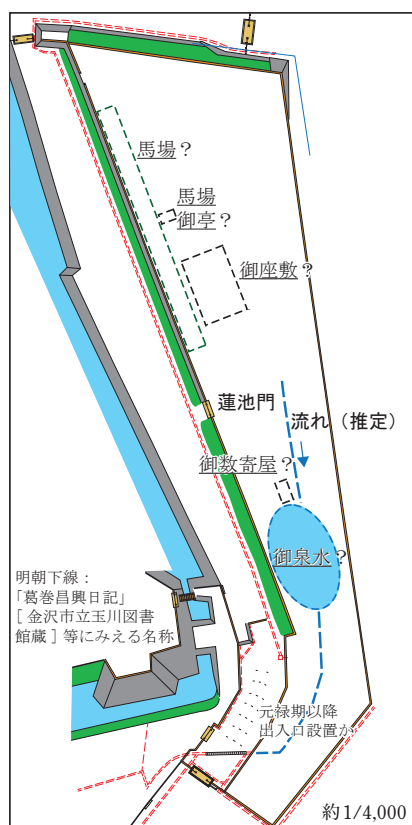 馬場？
馬場
御亭？
御座敷？
蓮池門
流れ（推定）
御数寄屋？
御泉水？
明朝下線：
「葛巻昌興日記」
[ 金沢市立玉川図書
館蔵 ] 等にみえる名称
元禄期以降
出入口設置か
約1/4,000